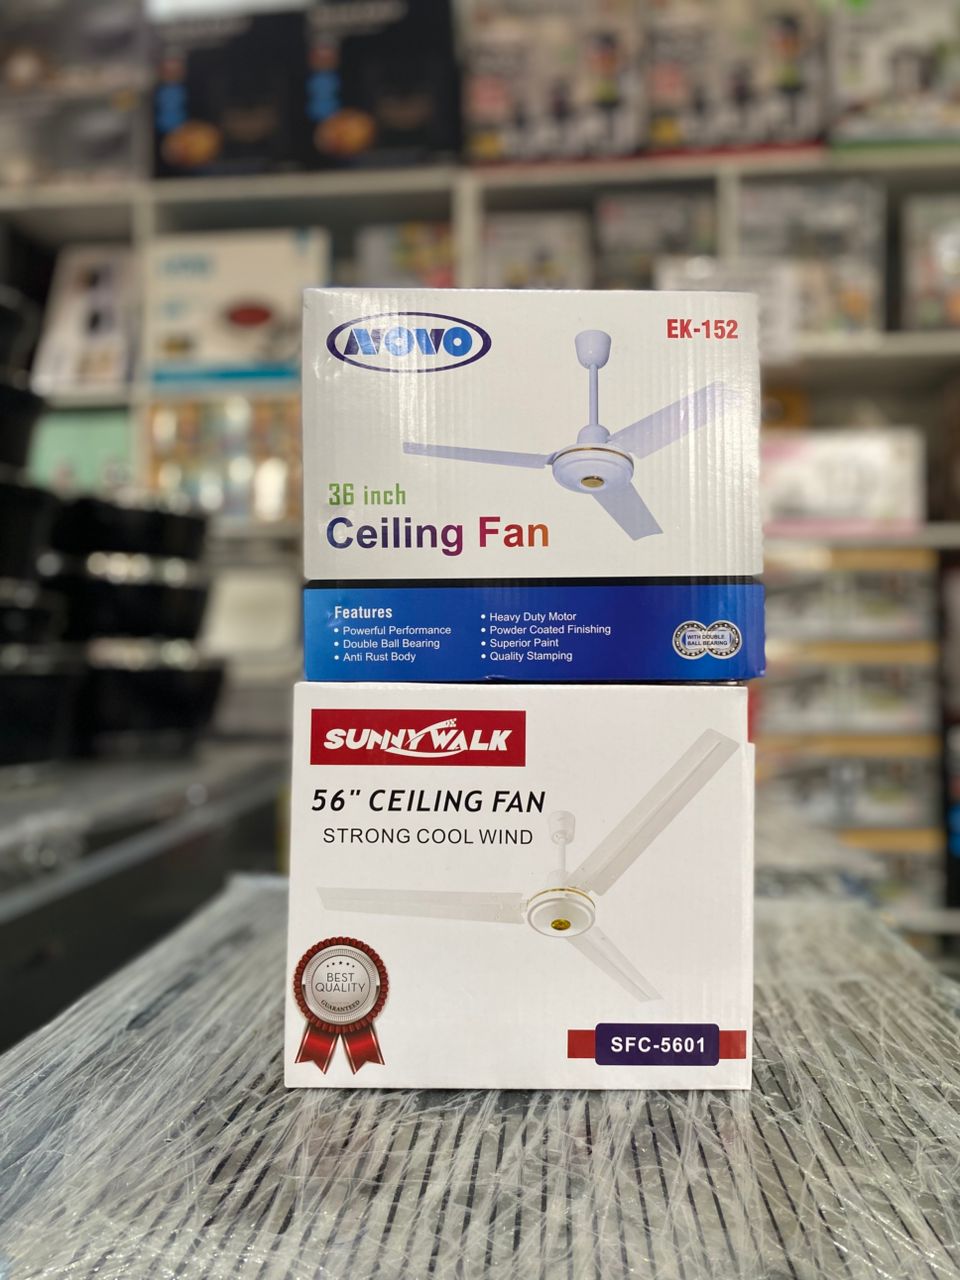 NOVO
EK-152
36 inch
Ceiling Fan
Features
• Powerful Performance
• Double Ball Bearing
• Anti Rust Body
• Heavy Duty Motor
• Powder Coated Finishing
• Superior Paint
• Quality Stamping
WITH DOUBLE
BALL BEARING
SUNNY WALK
56" CEILING FAN
STRONG COOL WIND
BEST
QUALITY
GUARANTEED
SFC-5601